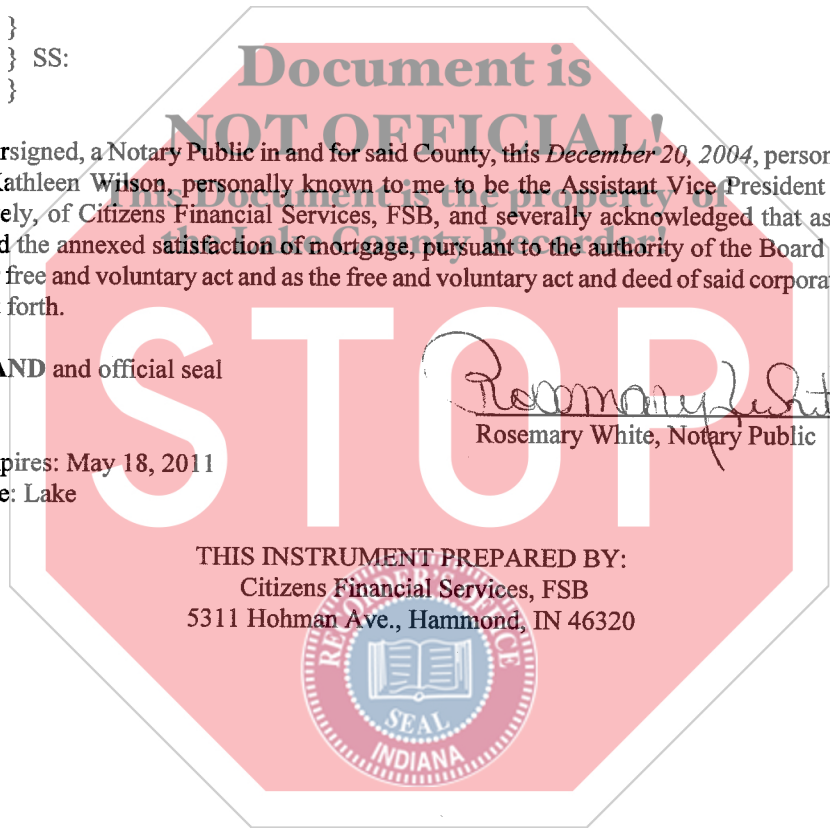 }
} SS:
}
Document is
NOT OFFICIAL!
rsigned, a Notary Public in and for said County, this December 20, 2004, person
Kathleen Wilson, personally known to me to be the Assistant Vice President
This Document is the property of
ely, of Citizens Financial Services, FSB, and severally acknowledged that as
the Lake County Recorder!
d the annexed satisfaction of mortgage, pursuant to the authority of the Board
free and voluntary act and as the free and voluntary act and deed of said corpora
forth.
STOP
AND and official seal
Rosemary White
Rosemary White, Notary Public
pires: May 18, 2011
e: Lake
THIS INSTRUMENT PREPARED BY:
Citizens Financial Services, FSB
5311 Hohman Ave., Hammond, IN 46320
RECORDER'S OFFICE
SEAL
INDIANA